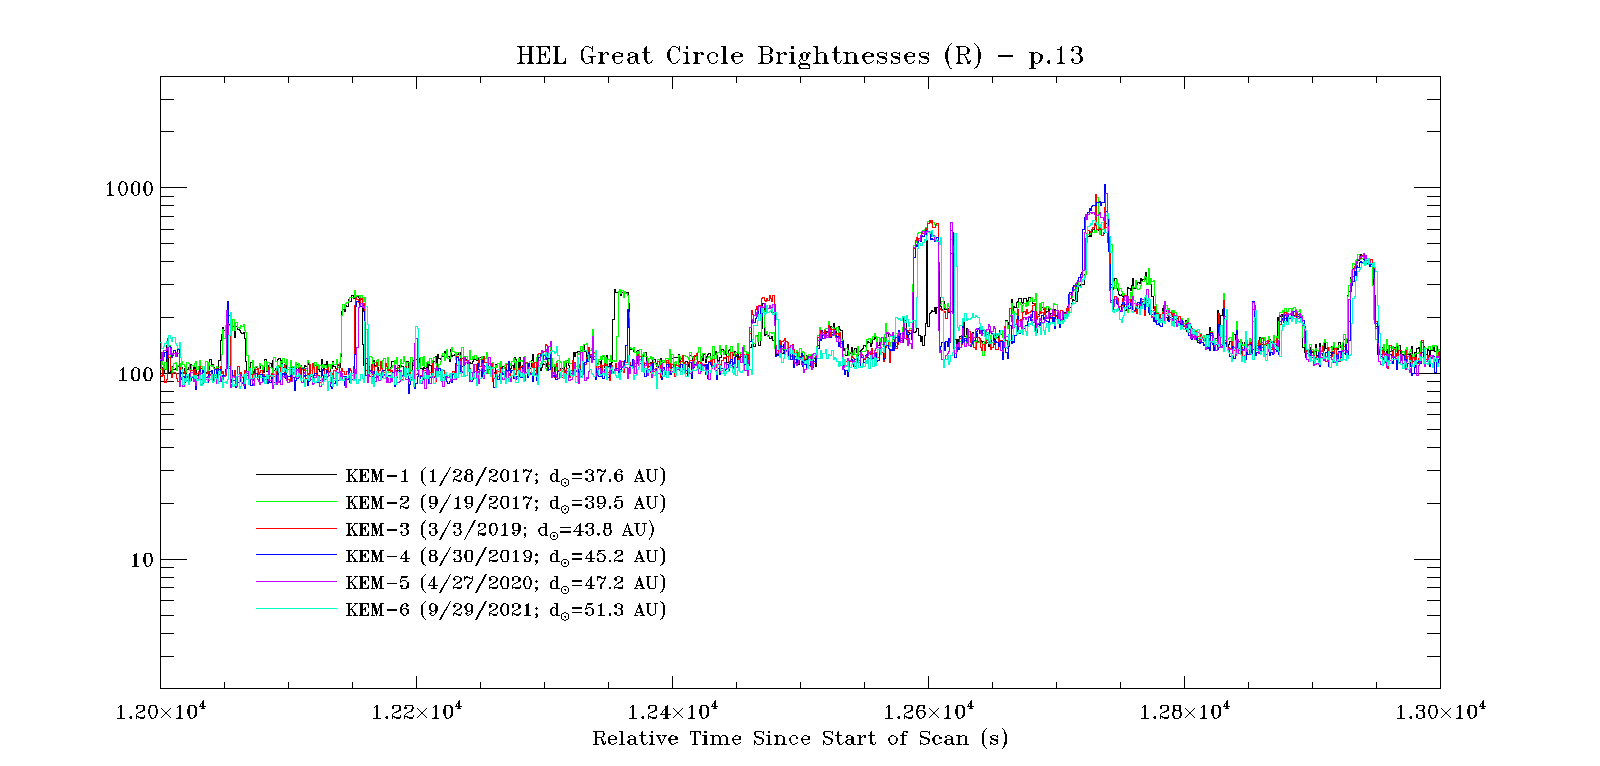 HEL Great Circle Brightnesses (R) − p.13
1000
100
10
KEM−1 (1/28/2017; d☉=37.6 AU)
KEM−2 (9/19/2017; d☉=39.5 AU)
KEM−3 (3/3/2019; d☉=43.8 AU)
KEM−4 (8/30/2019; d☉=45.2 AU)
KEM−5 (4/27/2020; d☉=47.2 AU)
KEM−6 (9/29/2021; d☉=51.3 AU)
1.20×10⁴ 1.22×10⁴ 1.24×10⁴ 1.26×10⁴ 1.28×10⁴ 1.30×10⁴
Relative Time Since Start of Scan (s)